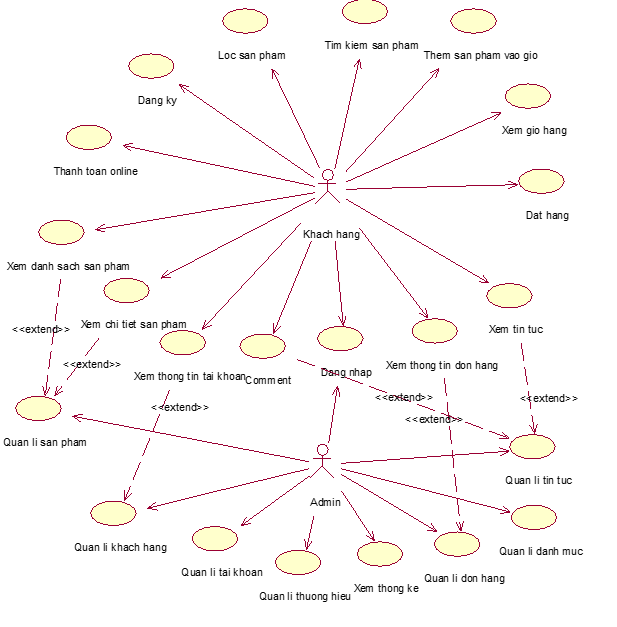 Tim kiem san pham
Loc san pham
Them san pham vao gio
Dang ky
Xem gio hang
Thanh toan online
Dat hang
Khach hang
Xem danh sach san pham
Xem chi tiet san pham
Xem tin tuc
<<extend>>
<<extend>>
Xem thong tin tai khoan
Comment
Dang nhap
Xem thong tin don hang
<<extend>>
<<extend>>
<<extend>>
<<extend>>
Quan li san pham
Quan li tin tuc
Admin
Quan li khach hang
Quan li danh muc
Quan li tai khoan
Quan li thuong hieu
Xem thong ke
Quan li don hang